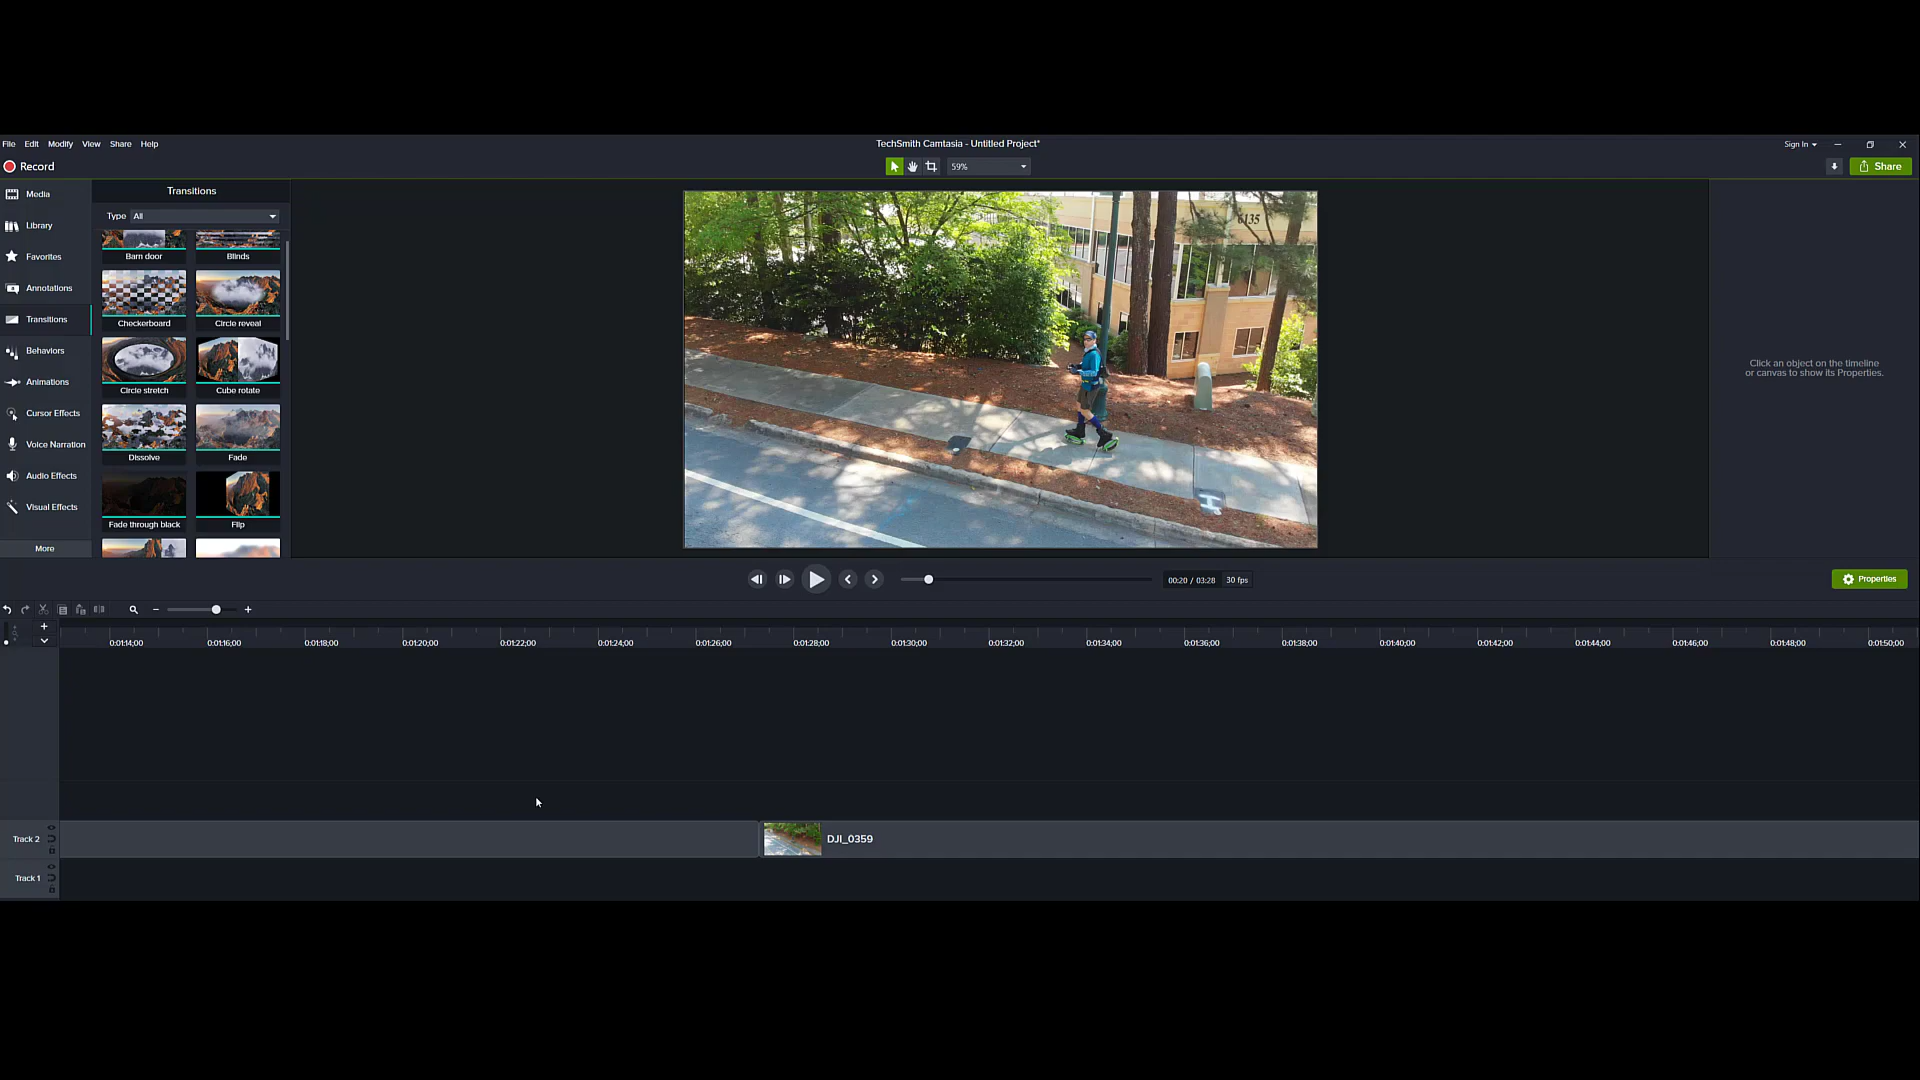 File Edit Modify View Share Help
TechSmith Camtasia - Untitled Project*
Sign In
Record
59%
Share
Media
Library
Favorites
Annotations
Transitions
Behaviors
Animations
Cursor Effects
Voice Narration
Audio Effects
Visual Effects
More
Transitions
Type All
Barn door Blinds
Checkerboard Circle reveal
Circle stretch Cube rotate
Dissolve Fade
Fade through black Flip
6135
Click an object on the timeline
or canvas to show its Properties.
00:20 / 03:28 30 fps
Properties
0:01:14;00 0:01:16;00 0:01:18;00 0:01:20;00 0:01:22;00 0:01:24;00 0:01:26;00 0:01:28;00 0:01:30;00 0:01:32;00 0:01:34;00 0:01:36;00 0:01:38;00 0:01:40;00 0:01:42;00 0:01:44;00 0:01:46;00 0:01:48;00 0:01:50;00
Track 2
DJI_0359
Track 1